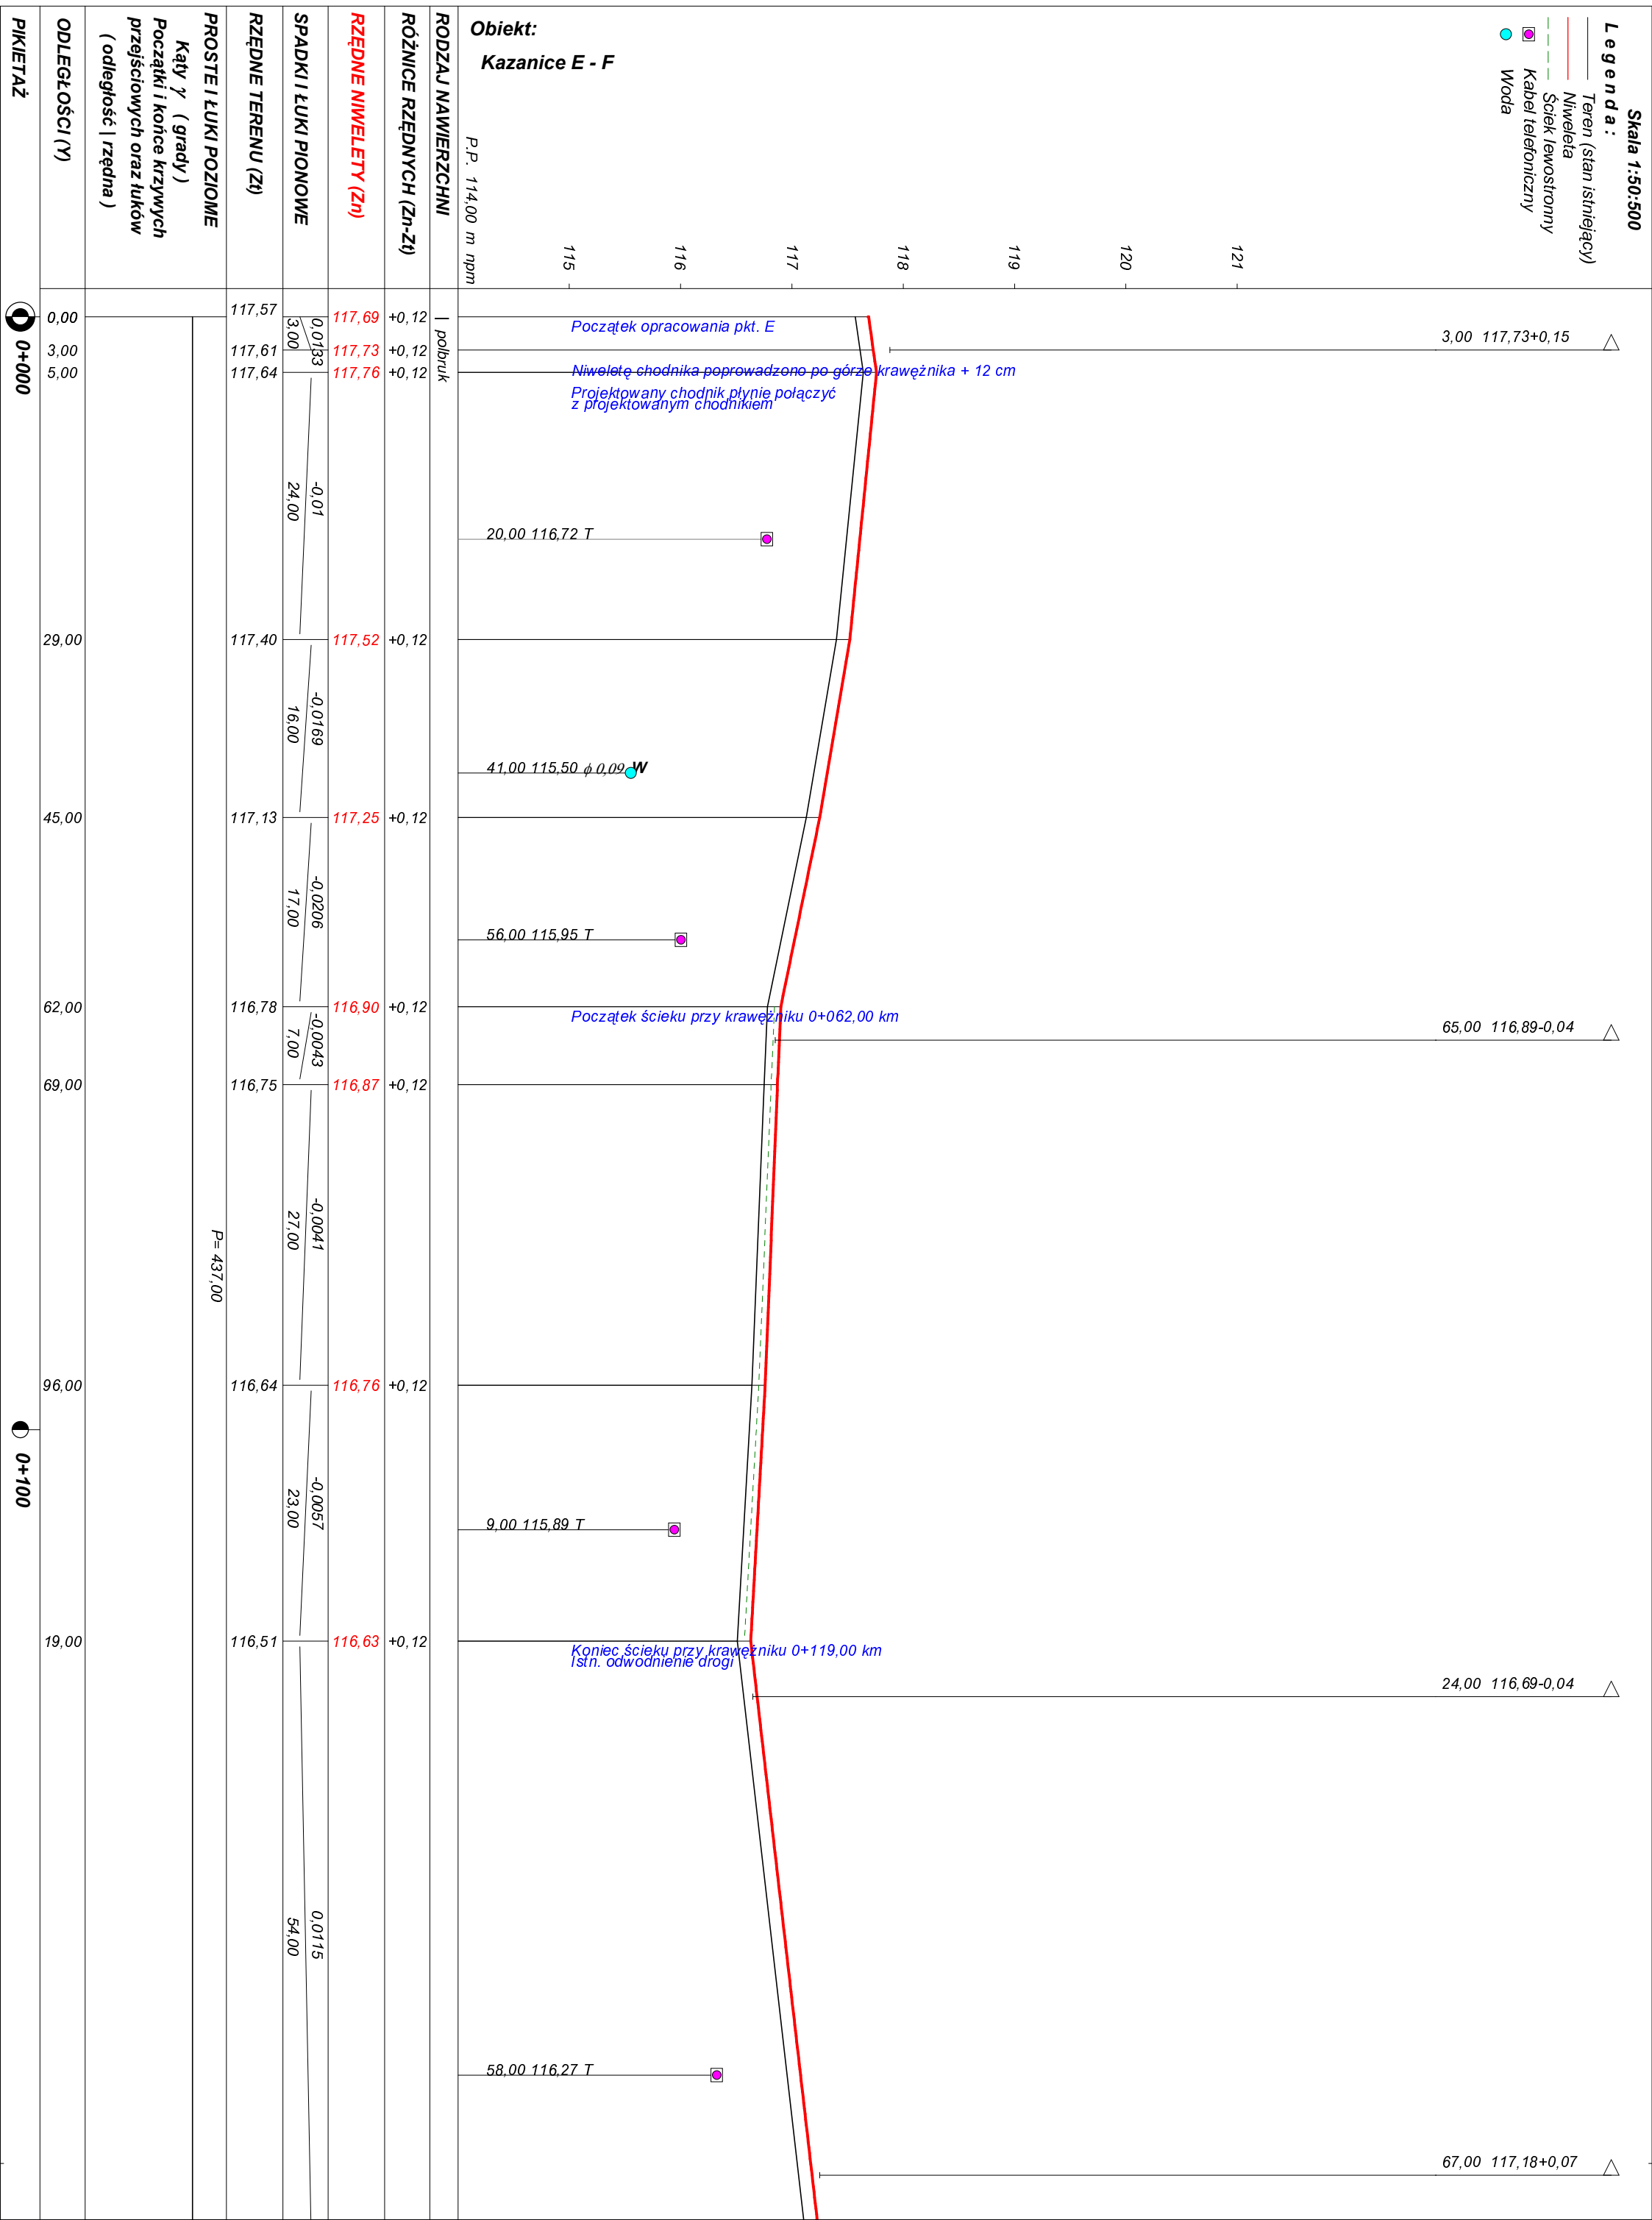 Skala 1:50:500
Legenda:
Teren (stan istniejący)
Niweleta
Ściek lewostronny
Kabel telefoniczny
Woda
Obiekt:
Kazanice E - F
P.P. 114.00 m npm
115
116
117
118
119
120
121
RODZAJ NAWIERZCHNI
| polbruk
RÓŻNICE RZĘDNYCH (Zn-Zt)
+0,12
+0,12
+0,12
+0,12
+0,12
+0,12
+0,12
+0,12
+0,12
RZĘDNE NIWELETY (Zn)
117,69
117,73
117,76
117,52
117,25
116,90
116,87
116,76
116,63
SPADKI I ŁUKI PIONOWE
0,0133
3,00
-0,01
24,00
-0,0169
16,00
-0,0206
17,00
-0,0043
7,00
-0,0041
27,00
-0,0057
23,00
0,0115
54,00
RZĘDNE TERENU (Zt)
117,57
117,61
117,64
117,40
117,13
116,78
116,75
116,64
116,51
PROSTE I ŁUKI POZIOME
P= 437,00
Kąty γ ( grady )
Początki i końce krzywych
przejściowych oraz łuków
( odległość | rzędna )
ODLEGŁOŚCI (Y)
0,00
3,00
5,00
29,00
45,00
62,00
69,00
96,00
19,00
PIKIETAŻ
0+000
0+100
Początek opracowania pkt. E
Niweletę chodnika poprowadzono po górze krawężnika + 12 cm
Projektowany chodnik płynie połączyć
z projektowanym chodnikiem
20,00 116,72 T
41,00 115,50 ϕ 0,09 W
56,00 115,95 T
Początek ścieku przy krawężniku 0+062,00 km
9,00 115,89 T
Koniec ścieku przy krawężniku 0+119,00 km
Istn. odwodnienie drogi
58,00 116,27 T
3,00 117,73+0,15
65,00 116,89-0,04
24,00 116,69-0,04
67,00 117,18+0,07